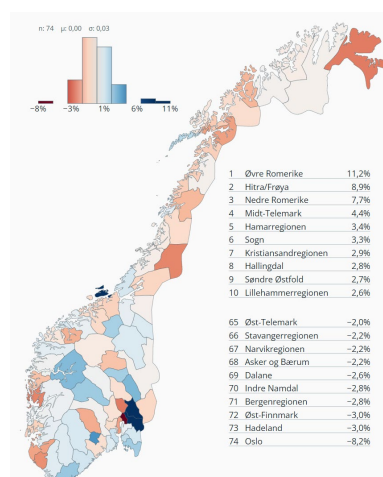 n: 74 μ: 0,00 σ: 0,03
−8% −3% 1% 6% 11%
1 Øvre Romerike 11,2%
2 Hitra/Frøya 8,9%
3 Nedre Romerike 7,7%
4 Midt-Telemark 4,4%
5 Hamarregionen 3,4%
6 Sogn 3,3%
7 Kristiansandregionen 2,9%
8 Hallingdal 2,8%
9 Søndre Østfold 2,7%
10 Lillehammerregionen 2,6%
65 Øst-Telemark −2,0%
66 Stavangerregionen −2,2%
67 Narvikregionen −2,2%
68 Asker og Bærum −2,2%
69 Dalane −2,6%
70 Indre Namdal −2,8%
71 Bergenregionen −2,8%
72 Øst-Finnmark −3,0%
73 Hadeland −3,0%
74 Oslo −8,2%